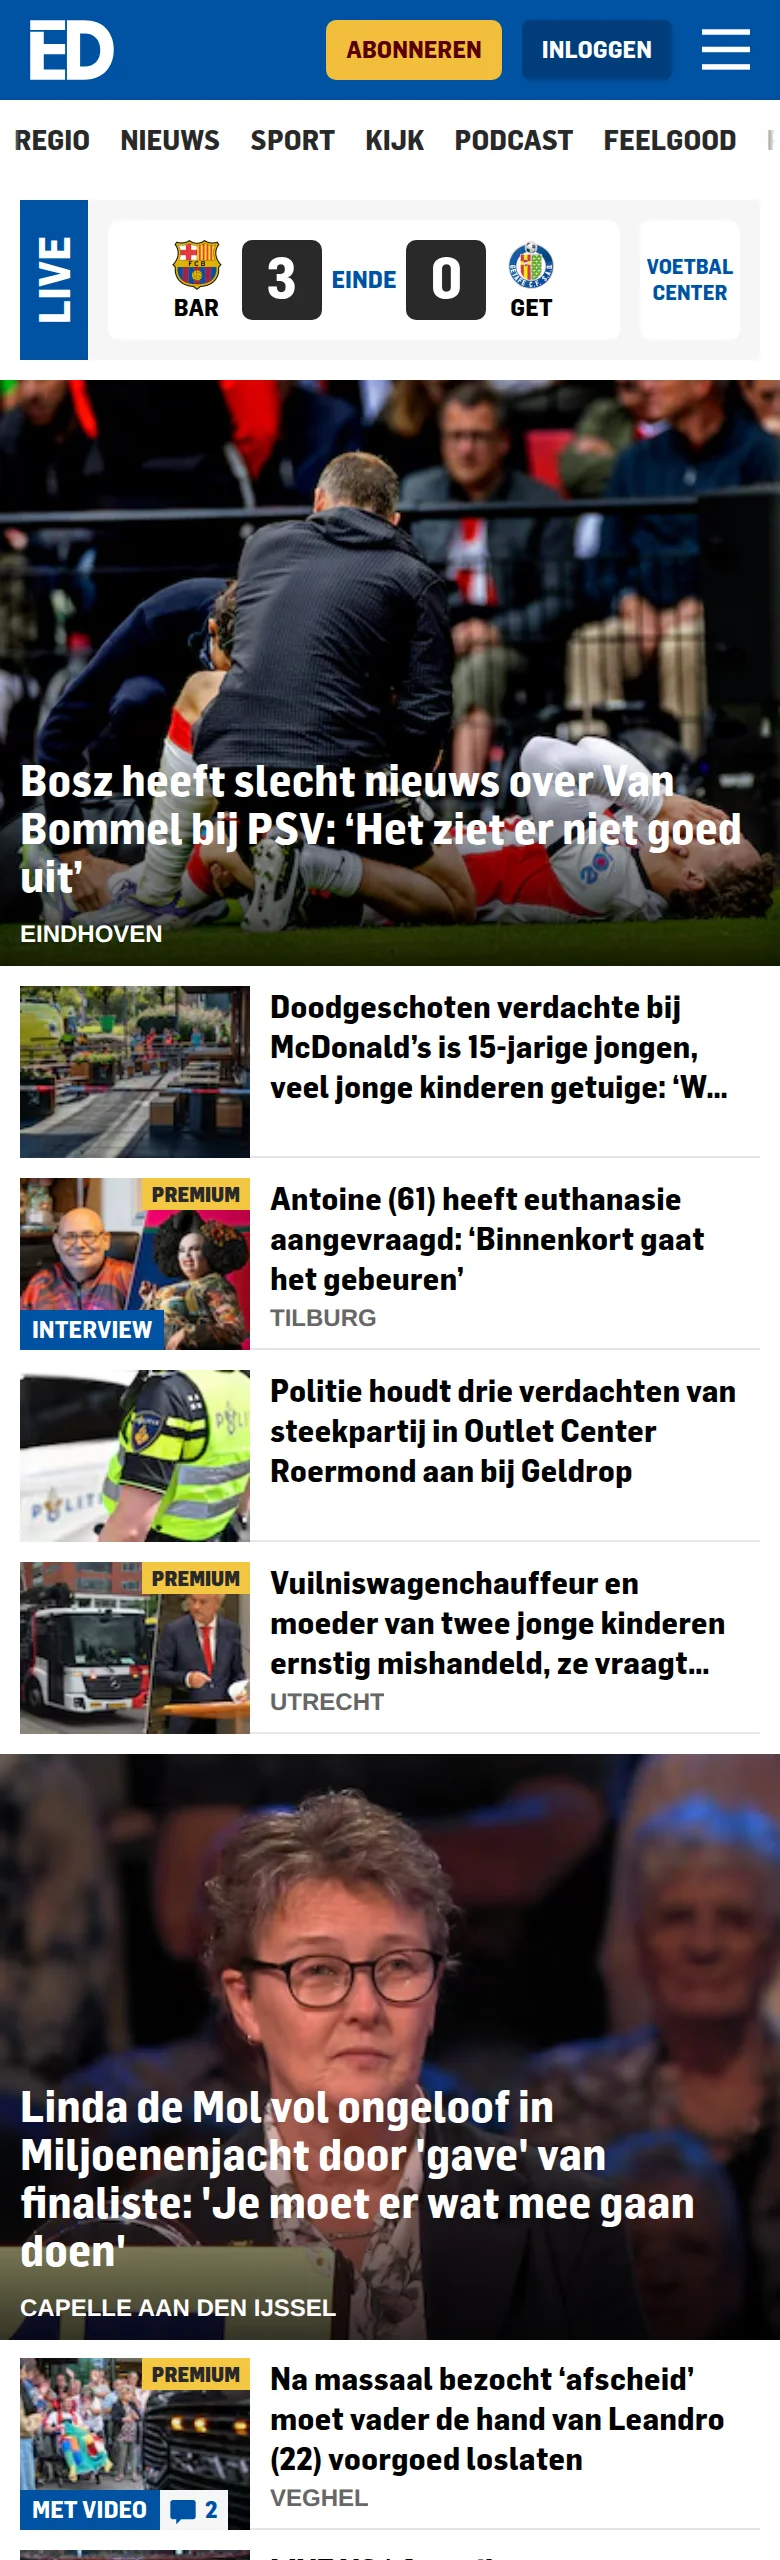 ED
ABONNEREN
INLOGGEN
REGIO NIEUWS SPORT KIJK PODCAST FEELGOOD
LIVE
BAR
3
EINDE
0
GET
VOETBAL
CENTER
Bosz heeft slecht nieuws over Van
Bommel bij PSV: ‘Het ziet er niet goed
uit’
EINDHOVEN
Doodgeschoten verdachte bij
McDonald’s is 15-jarige jongen,
veel jonge kinderen getuige: ‘W...
PREMIUM
INTERVIEW
Antoine (61) heeft euthanasie
aangevraagd: ‘Binnenkort gaat
het gebeuren’
TILBURG
Politie houdt drie verdachten van
steekpartij in Outlet Center
Roermond aan bij Geldrop
PREMIUM
Vuilniswagenchauffeur en
moeder van twee jonge kinderen
ernstig mishandeld, ze vraagt...
UTRECHT
Linda de Mol vol ongeloof in
Miljoenenjacht door 'gave' van
finaliste: 'Je moet er wat mee gaan
doen'
CAPELLE AAN DEN IJSSEL
PREMIUM
MET VIDEO
2
Na massaal bezocht ‘afscheid’
moet vader de hand van Leandro
(22) voorgoed loslaten
VEGHEL